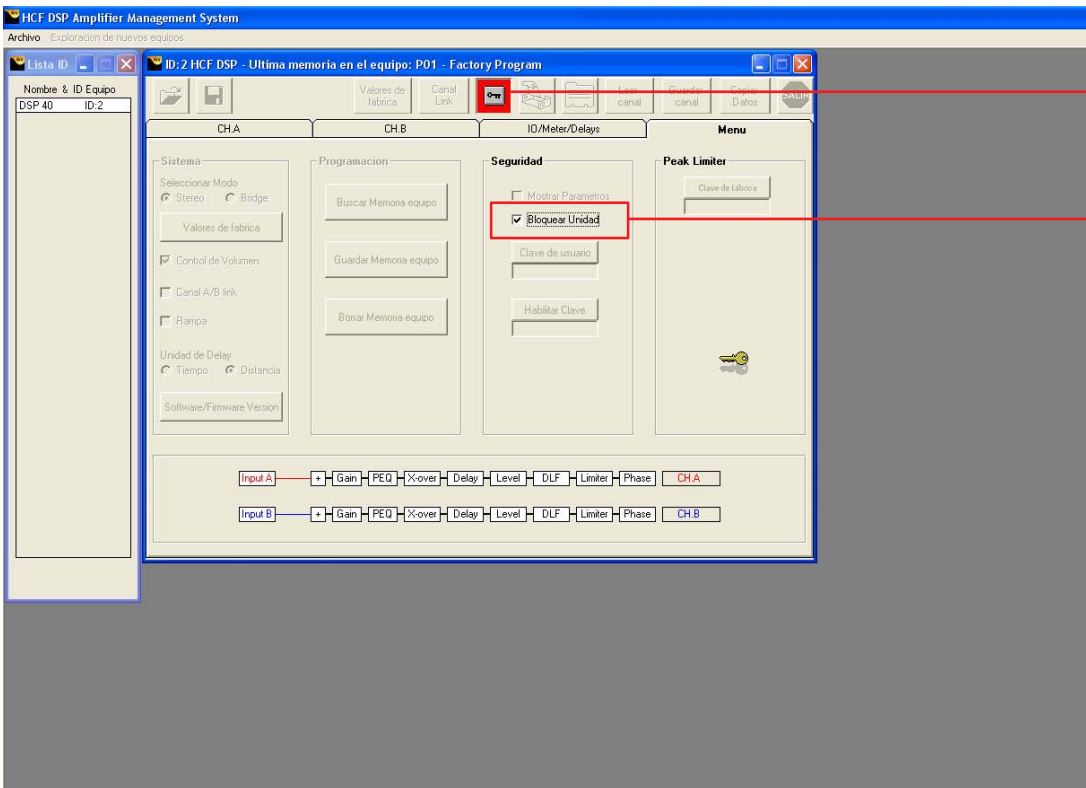 HCF DSP Amplifier Management System
Archivo Exploracion de nuevos equipos
Lista ID
Nombre & ID Equipo
DSP 40 ID:2
ID:2 HCF DSP - Ultima memoria en el equipo: P01 - Factory Program
Valores de fabrica
Canal Link
Leer canal
Guardar canal
Copiar Datos
SALIR
CH.A
CH.B
IO/Meter/Delays
Menu
Sistema
Seleccionar Modo
Stereo Bridge
Valores de fabrica
Control de Volumen
Canal A/B link
Rampa
Unidad de Delay
Tiempo Distancia
Software/Firmware Version
Programacion
Buscar Memoria equipo
Guardar Memoria equipo
Borrar Memoria equipo
Seguridad
Mostrar Parametros
Bloquear Unidad
Clave de usuario
Habilitar Clave
Peak Limiter
Clave de fabrica
Input A + Gain PEQ X-over Delay Level DLF Limiter Phase CH.A
Input B + Gain PEQ X-over Delay Level DLF Limiter Phase CH.B